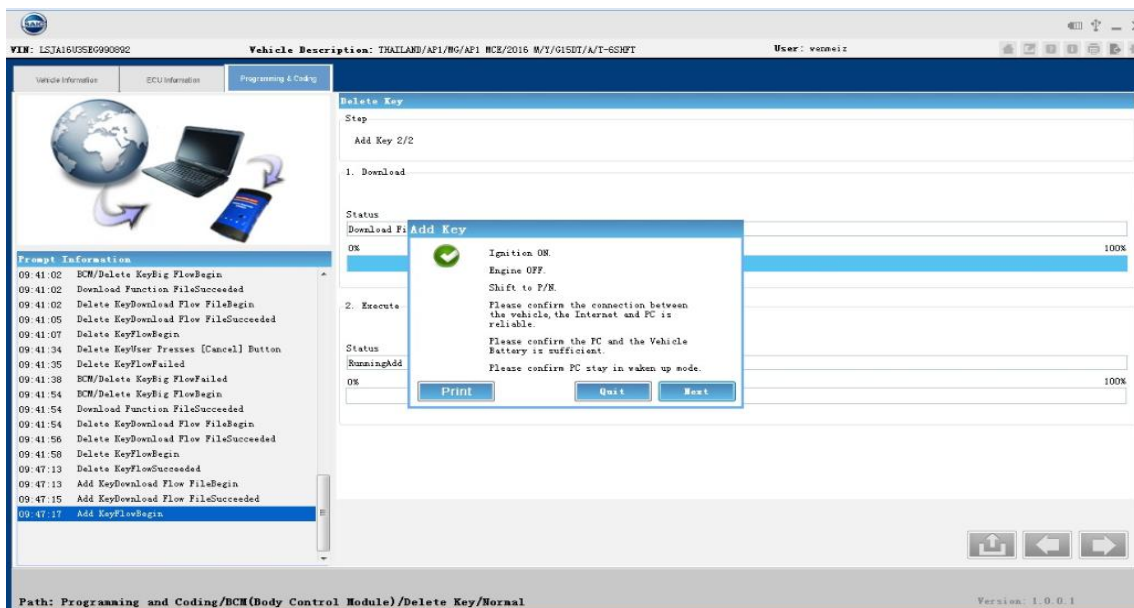 SAIC
VIN: LSJA16U35EG990892 Vehicle Description: THAILAND/AP1/MG/AP1 MCE/2016 M/Y/G15DT/A/T-6SHFT User: wenmeiz
Vehicle Information ECU Information Programming & Coding
Delete Key
Step
Add Key 2/2
1. Download
Status
Download Fi
0% 100%
Add Key
Ignition ON.
Engine OFF.
Shift to P/N.
Please confirm the connection between
the vehicle, the Internet and PC is
reliable.
Please confirm the PC and the Vehicle
Battery is sufficient.
Please confirm PC stay in waken up mode.
Print Quit Next
2. Execute
Status
RunningAdd
0% 100%
Prompt Information
09:41:02 BCM/Delete KeyBig FlowBegin
09:41:02 Download Function FileSucceeded
09:41:02 Delete KeyDownload Flow FileBegin
09:41:05 Delete KeyDownload Flow FileSucceeded
09:41:07 Delete KeyFlowBegin
09:41:34 Delete KeyUser Presses [Cancel] Button
09:41:35 Delete KeyFlowFailed
09:41:38 BCM/Delete KeyBig FlowFailed
09:41:54 BCM/Delete KeyBig FlowBegin
09:41:54 Download Function FileSucceeded
09:41:54 Delete KeyDownload Flow FileBegin
09:41:56 Delete KeyDownload Flow FileSucceeded
09:41:58 Delete KeyFlowBegin
09:47:13 Delete KeyFlowSucceeded
09:47:13 Add KeyDownload Flow FileBegin
09:47:15 Add KeyDownload Flow FileSucceeded
09:47:17 Add KeyFlowBegin
Path: Programming and Coding/BCM(Body Control Module)/Delete Key/Normal Version: 1.0.0.1